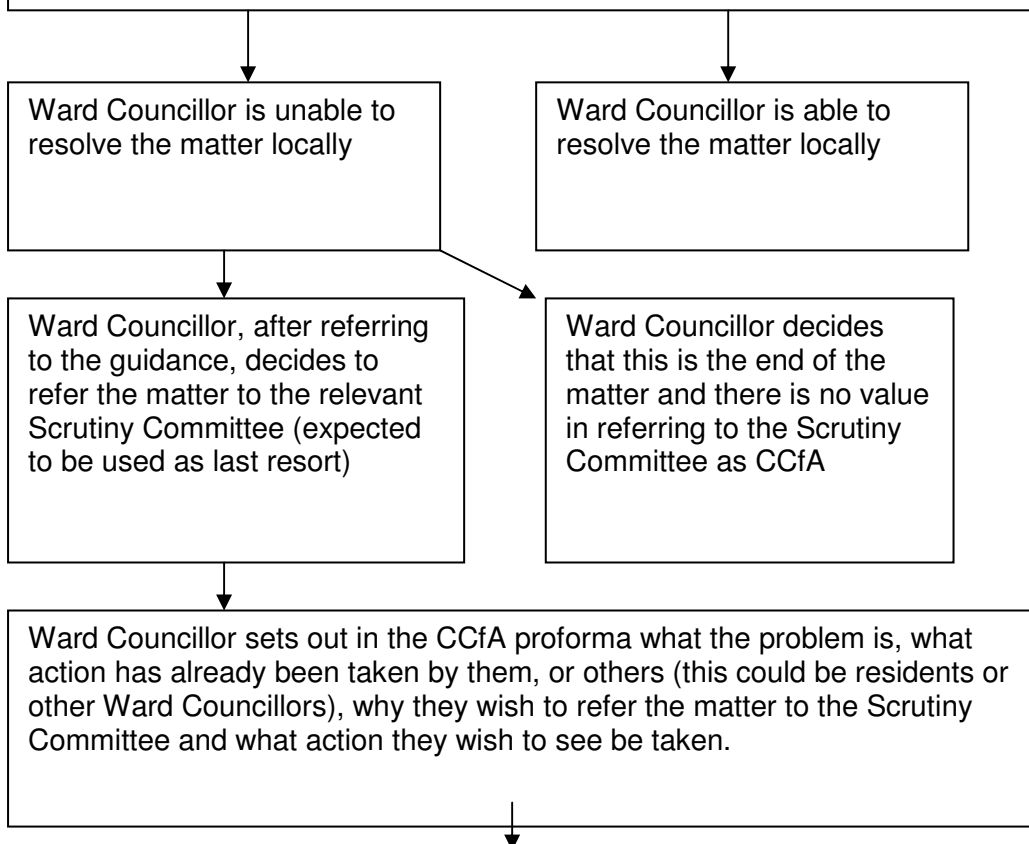 Ward Councillor is unable to
resolve the matter locally
Ward Councillor is able to
resolve the matter locally
Ward Councillor, after referring
to the guidance, decides to
refer the matter to the relevant
Scrutiny Committee (expected
to be used as last resort)
Ward Councillor decides
that this is the end of the
matter and there is no value
in referring to the Scrutiny
Committee as CCfA
Ward Councillor sets out in the CCfA proforma what the problem is, what
action has already been taken by them, or others (this could be residents or
other Ward Councillors), why they wish to refer the matter to the Scrutiny
Committee and what action they wish to see be taken.